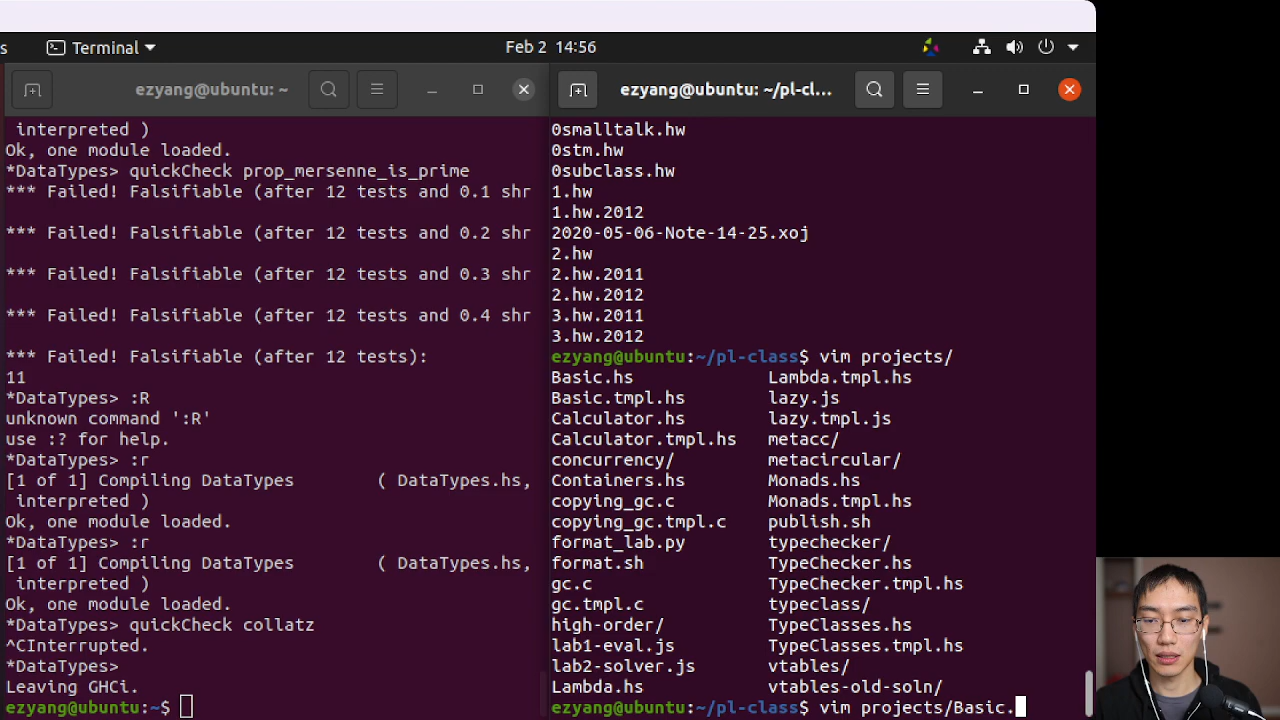 s Terminal Feb 2 14:56
ezyang@ubuntu: ~
interpreted )
Ok, one module loaded.
*DataTypes> quickCheck prop_mersenne_is_prime
*** Failed! Falsifiable (after 12 tests and 0.1 shr
*** Failed! Falsifiable (after 12 tests and 0.2 shr
*** Failed! Falsifiable (after 12 tests and 0.3 shr
*** Failed! Falsifiable (after 12 tests and 0.4 shr
*** Failed! Falsifiable (after 12 tests):
11
*DataTypes> :R
unknown command ':R'
use :? for help.
*DataTypes> :r
[1 of 1] Compiling DataTypes        ( DataTypes.hs,
interpreted )
Ok, one module loaded.
*DataTypes> :r
[1 of 1] Compiling DataTypes        ( DataTypes.hs,
interpreted )
Ok, one module loaded.
*DataTypes> quickCheck collatz
^CInterrupted.
*DataTypes>
Leaving GHCi.
ezyang@ubuntu:~$
ezyang@ubuntu: ~/pl-c...
0smalltalk.hw
0stm.hw
0subclass.hw
1.hw
1.hw.2012
2020-05-06-Note-14-25.xoj
2.hw
2.hw.2011
2.hw.2012
3.hw.2011
3.hw.2012
ezyang@ubuntu:~/pl-class$ vim projects/
Basic.hs Lambda.tmpl.hs
Basic.tmpl.hs lazy.js
Calculator.hs lazy.tmpl.js
Calculator.tmpl.hs metacc/
concurrency/ metacircular/
Containers.hs Monads.hs
copying_gc.c Monads.tmpl.hs
copying_gc.tmpl.c publish.sh
format_lab.py typechecker/
format.sh TypeChecker.hs
gc.c TypeChecker.tmpl.hs
gc.tmpl.c typeclass/
high-order/ TypeClasses.hs
lab1-eval.js TypeClasses.tmpl.hs
lab2-solver.js vtables/
Lambda.hs vtables-old-soln/
ezyang@ubuntu:~/pl-class$ vim projects/Basic.